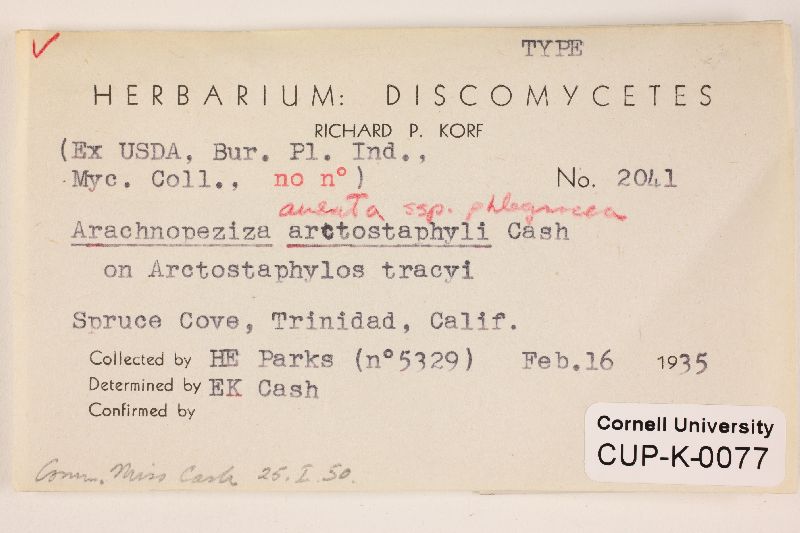 TYPE
HERBARIUM: DISCOMYCETES
RICHARD P. KORF
(Ex USDA, Bur. Pl. Ind.,
Myc. Coll., no n°)
No. 2041
aurata ssp. phlegmacea
Arachnopeziza arctostaphyli Cash
on Arctostaphylos tracyi
Spruce Cove, Trinidad, Calif.
Collected by HE Parks (n°5329) Feb.16 1935
Determined by EK Cash
Confirmed by
Comm. Miss Cash 25.I.50.
Cornell University
CUP-K-0077